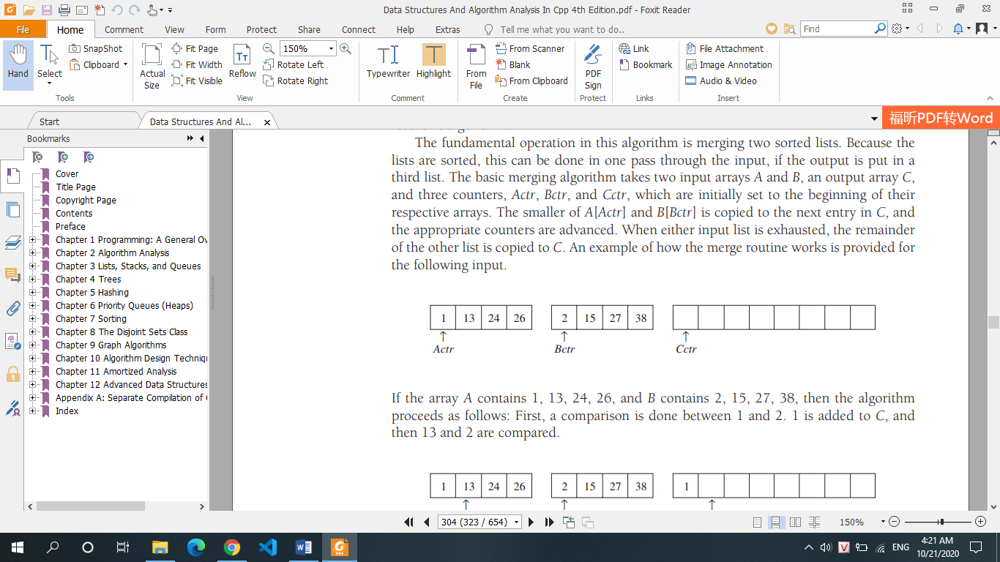 Data Structures And Algorithm Analysis In Cpp 4th Edition.pdf - Foxit Reader
File Home Comment View Form Protect Share Connect Help Extras Tell me what you want to do.. Find
Hand
Select
SnapShot
Clipboard
Tools
Actual Size
Fit Page
Fit Width
Fit Visible
Reflow
150%
Rotate Left
Rotate Right
View
Typewriter
Highlight
Comment
From File
From Scanner
Blank
From Clipboard
Create
PDF Sign
Protect
Link
Bookmark
Links
File Attachment
Image Annotation
Audio & Video
Insert
Start
Data Structures And Al...
福昕PDF转Word
Bookmarks
Cover
Title Page
Copyright Page
Contents
Preface
Chapter 1 Programming: A General Ov
Chapter 2 Algorithm Analysis
Chapter 3 Lists, Stacks, and Queues
Chapter 4 Trees
Chapter 5 Hashing
Chapter 6 Priority Queues (Heaps)
Chapter 7 Sorting
Chapter 8 The Disjoint Sets Class
Chapter 9 Graph Algorithms
Chapter 10 Algorithm Design Techniqu
Chapter 11 Amortized Analysis
Chapter 12 Advanced Data Structures
Appendix A: Separate Compilation of
Index
The fundamental operation in this algorithm is merging two sorted lists. Because the
lists are sorted, this can be done in one pass through the input, if the output is put in a
third list. The basic merging algorithm takes two input arrays A and B, an output array C,
and three counters, Actr, Bctr, and Cctr, which are initially set to the beginning of their
respective arrays. The smaller of A[Actr] and B[Bctr] is copied to the next entry in C, and
the appropriate counters are advanced. When either input list is exhausted, the remainder
of the other list is copied to C. An example of how the merge routine works is provided for
the following input.
1 13 24 26 2 15 27 38
Actr Bctr Cctr
If the array A contains 1, 13, 24, 26, and B contains 2, 15, 27, 38, then the algorithm
proceeds as follows: First, a comparison is done between 1 and 2. 1 is added to C, and
then 13 and 2 are compared.
1 13 24 26 2 15 27 38 1
304 (323 / 654)
150%
ENG
4:21 AM
10/21/2020